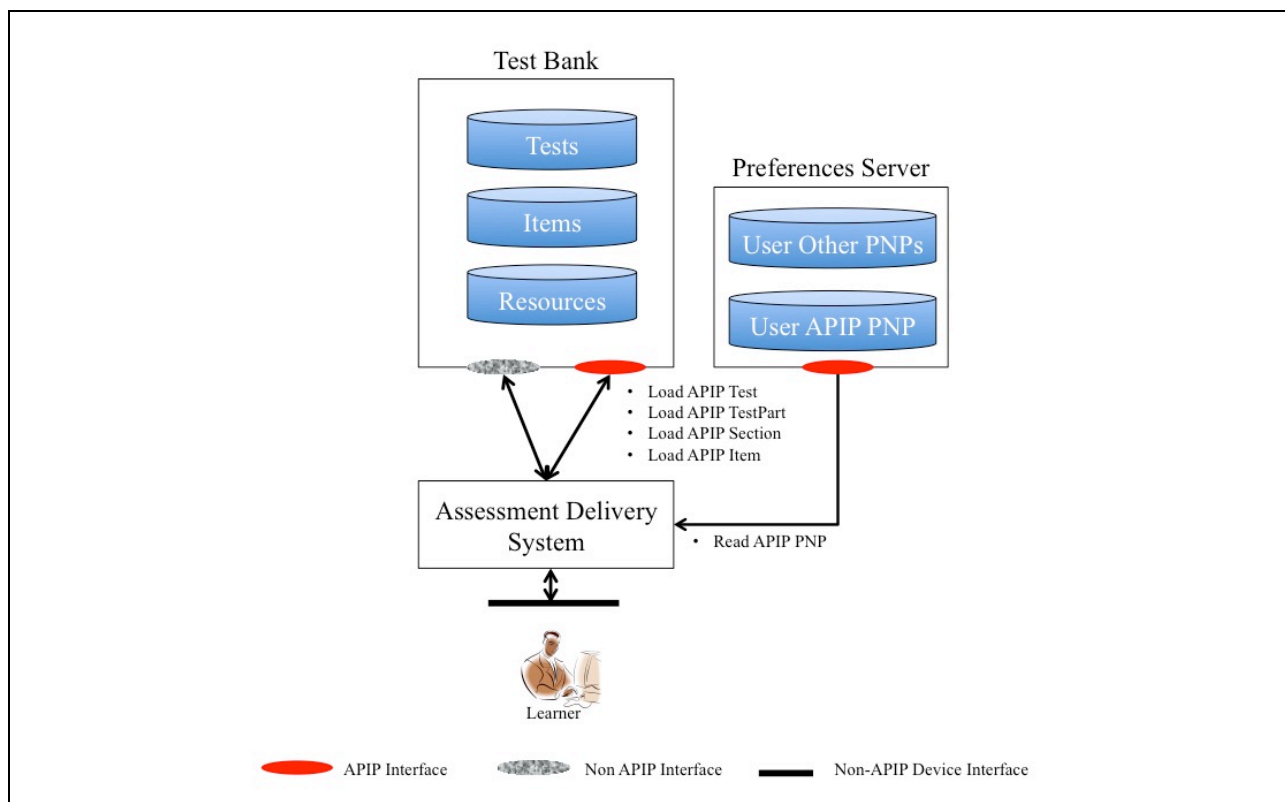 Test Bank
Tests
Items
Resources
Preferences Server
User Other PNPs
User APIP PNP
• Load APIP Test
• Load APIP TestPart
• Load APIP Section
• Load APIP Item
Assessment Delivery
System
• Read APIP PNP
Learner
APIP Interface
Non APIP Interface
Non-APIP Device Interface